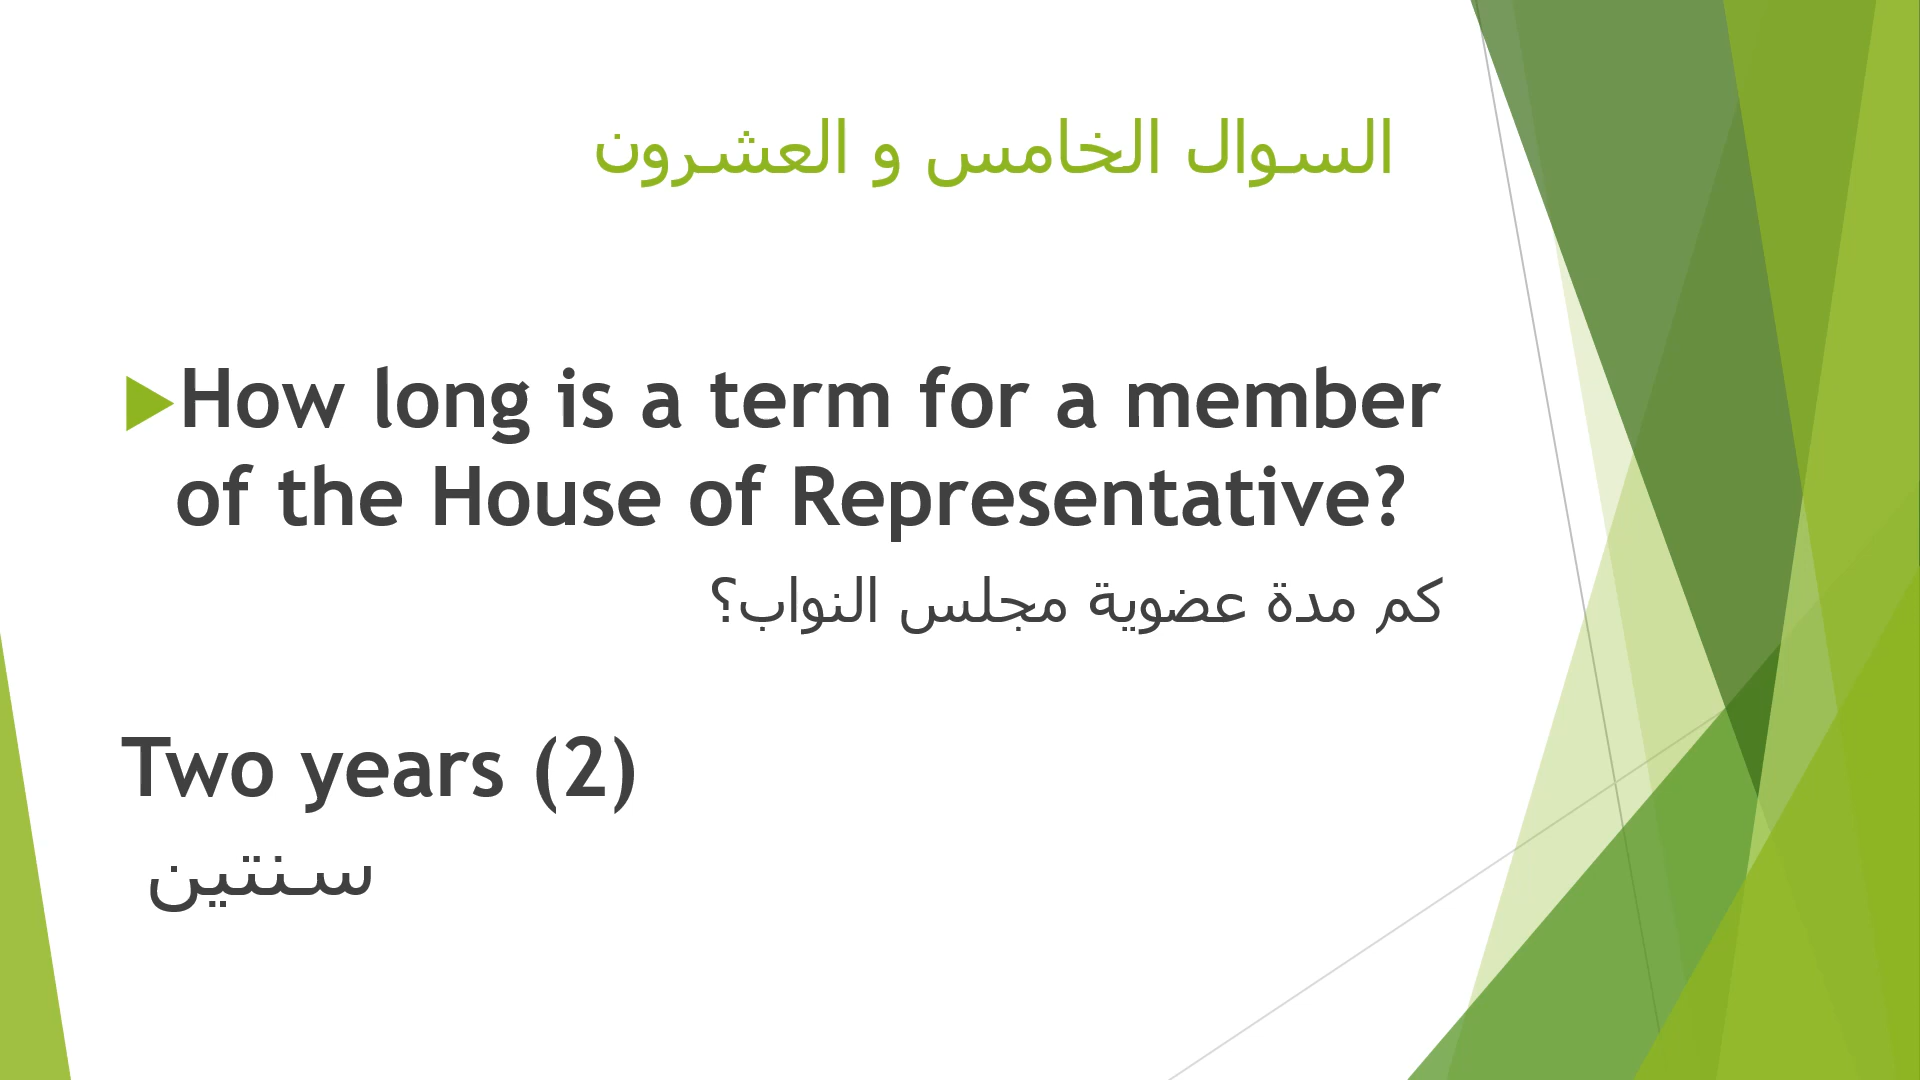 السوال الخامس و العشرون
How long is a term for a member
of the House of Representative?
كم مدة عضوية مجلس النواب؟
Two years (2)
سنتين